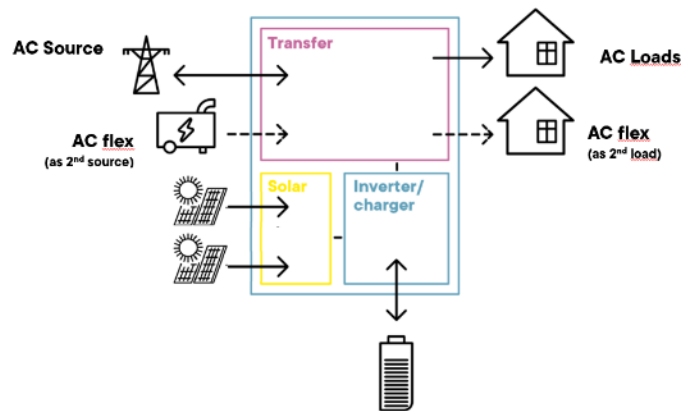 Transfer
AC Source
AC Loads
AC flex
(as 2nd source)
AC flex
(as 2nd load)
Solar
Inverter/
charger